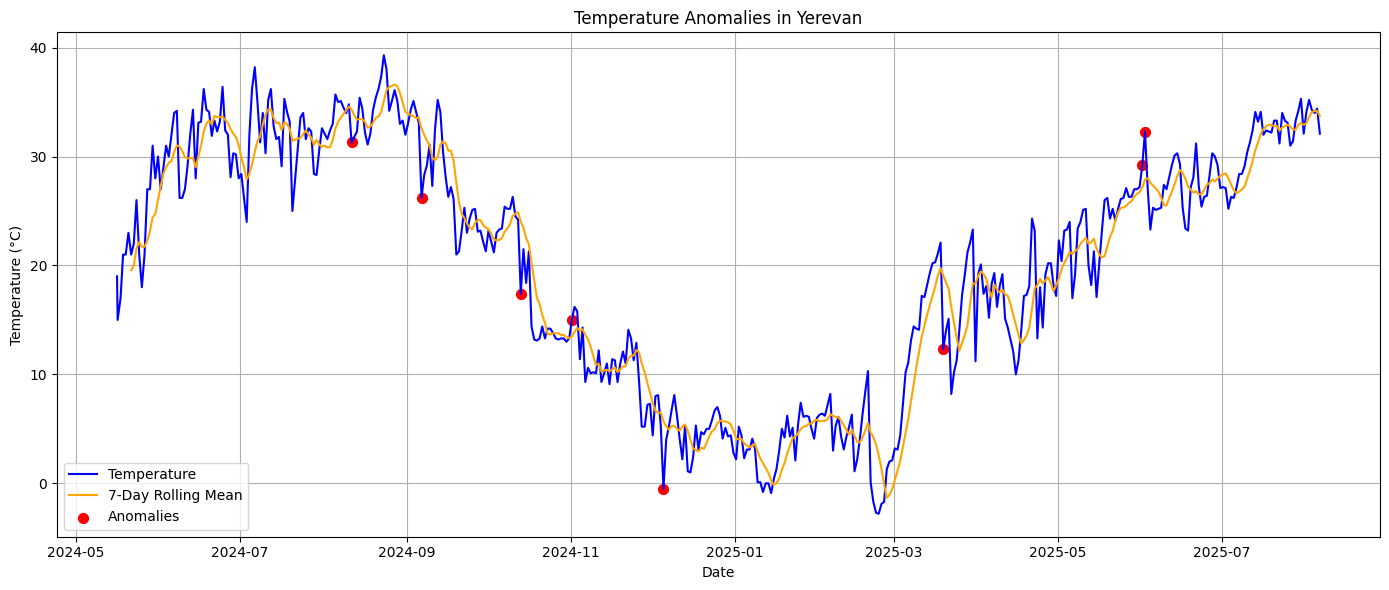 Temperature Anomalies in Yerevan
Temperature (°C)
40
30
20
10
0
Temperature
7-Day Rolling Mean
Anomalies
2024-05
2024-07
2024-09
2024-11
2025-01
2025-03
2025-05
2025-07
Date